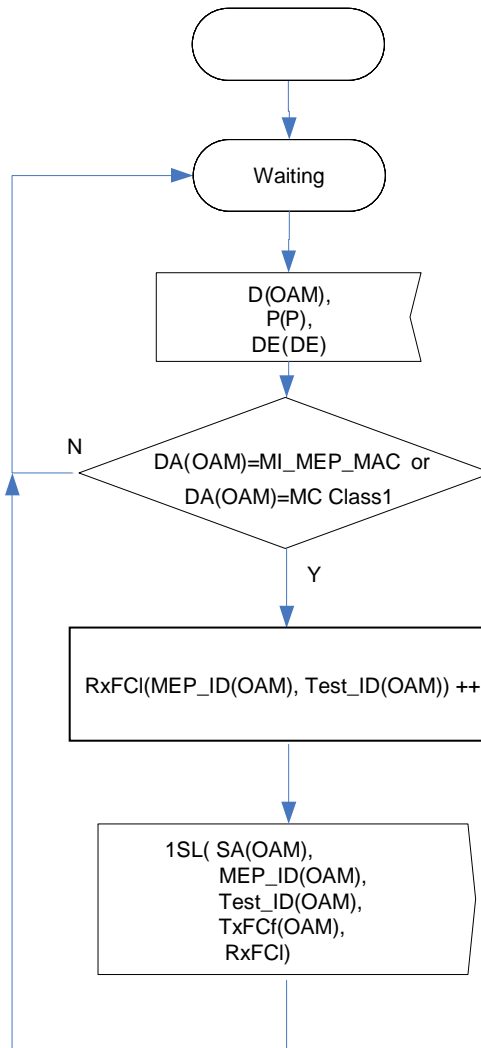 Waiting
D(OAM),
P(P),
DE(DE)
N
DA(OAM)=MI_MEP_MAC or
DA(OAM)=MC Class1
Y
RxFCl(MEP_ID(OAM), Test_ID(OAM)) ++
1SL( SA(OAM),
MEP_ID(OAM),
Test_ID(OAM),
TxFCf(OAM),
RxFCl)